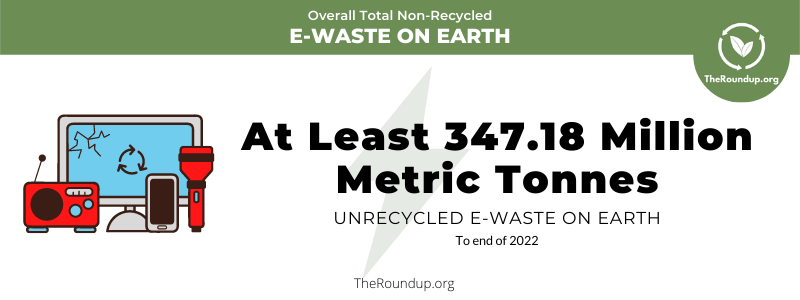 Overall Total Non-Recycled
E-WASTE ON EARTH
TheRoundup.org
At Least 347.18 Million
Metric Tonnes
UNRECYCLED E-WASTE ON EARTH
To end of 2022
TheRoundup.org